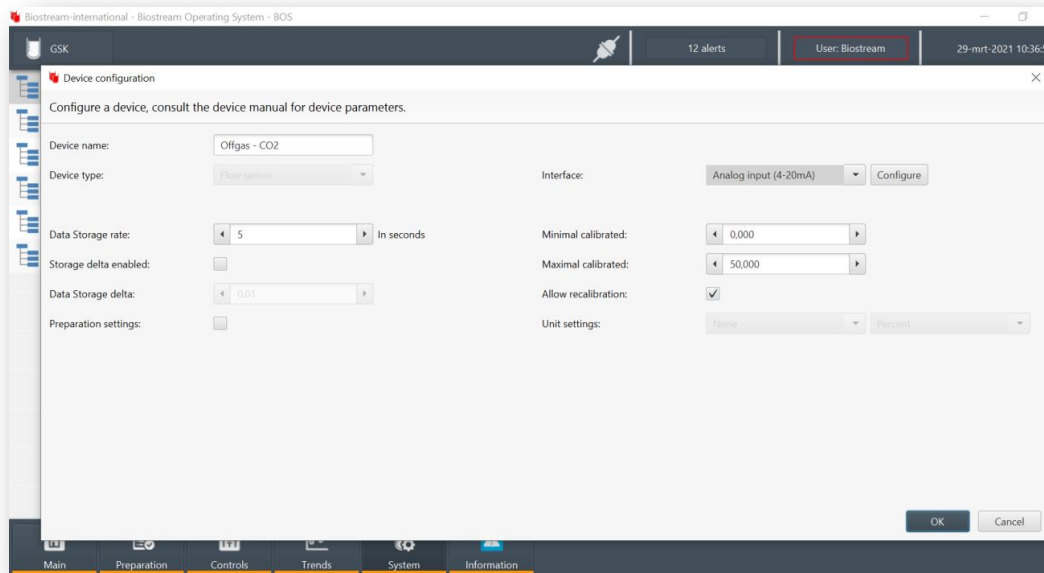 Biostream-international - Biostream Operating System - BOS
GSK
12 alerts
User: Biostream
29-mrt-2021 10:36:
Device configuration
Configure a device, consult the device manual for device parameters.
Device name:
Offgas - CO2
Device type:
Flow sensor
Interface:
Analog input (4-20mA)
Configure
Data Storage rate:
5
In seconds
Minimal calibrated:
0,000
Storage delta enabled:
Maximal calibrated:
50,000
Data Storage delta:
0,01
Allow recalibration:
Preparation settings:
Unit settings:
None
Percent
OK
Cancel
Main
Preparation
Controls
Trends
System
Information